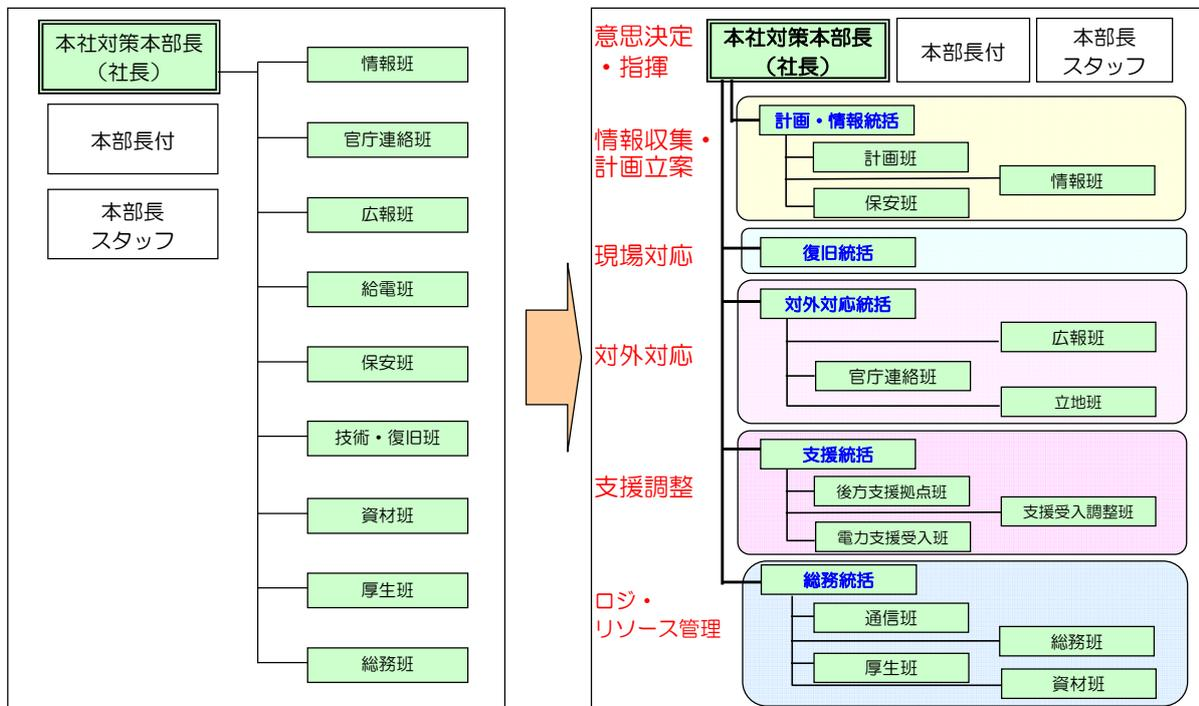 本社対策本部長
（社長）
本部長付
本部長
スタッフ
情報班
官庁連絡班
広報班
給電班
保安班
技術・復旧班
資材班
厚生班
総務班
意思決定
・指揮
本社対策本部長
（社長）
本部長付
本部長
スタッフ
情報収集・
計画立案
計画・情報統括
計画班
情報班
保安班
現場対応
復旧統括
対外対応
対外対応統括
広報班
官庁連絡班
立地班
支援調整
支援統括
後方支援拠点班
支援受入調整班
電力支援受入班
ロジ・
リソース管理
総務統括
通信班
総務班
厚生班
資材班